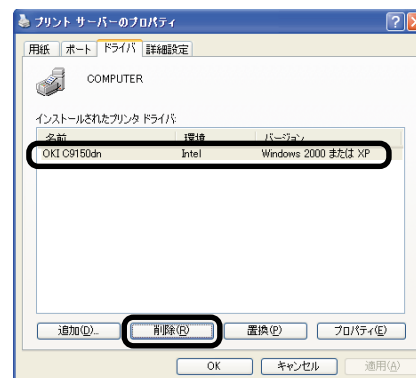 プリント サーバーのプロパティ
用紙 ポート ドライバ 詳細設定
COMPUTER
インストールされたプリンタ ドライバ:
名前 環境 バージョン
OKI C9150dn Intel Windows 2000 または XP
追加(D)... 削除(R) 置換(P) プロパティ(E)
OK キャンセル 適用(A)